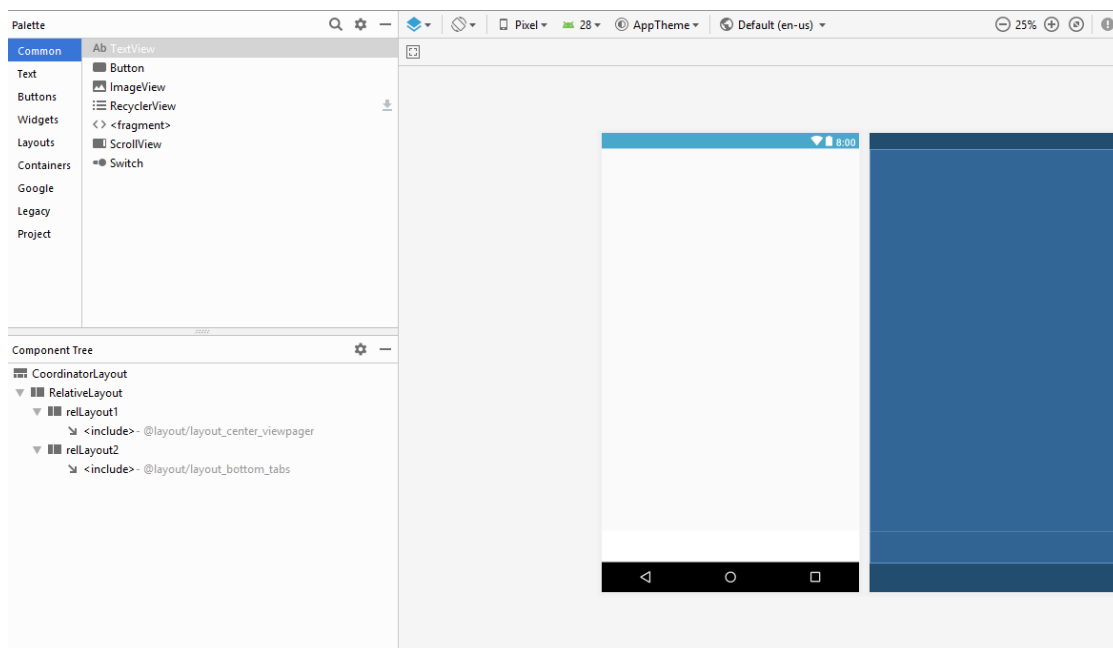 Palette
Common
Text
Buttons
Widgets
Layouts
Containers
Google
Legacy
Project
Ab TextView
Button
ImageView
RecyclerView
<fragment>
ScrollView
Switch
Pixel 28 AppTheme Default (en-us) 25%
8:00
Component Tree
CoordinatorLayout
RelativeLayout
relLayout1
<include> - @layout/layout_center_viewpager
relLayout2
<include> - @layout/layout_bottom_tabs